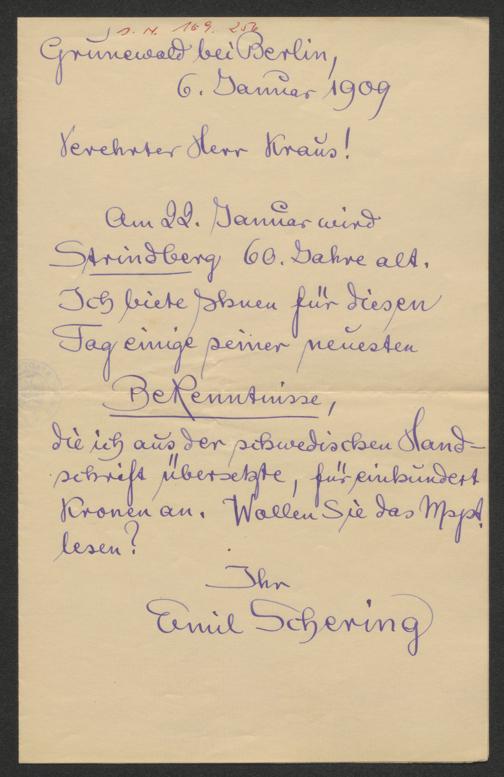 J. N. 169.256
Grunewald bei Berlin,
6. Januar 1909
Verehrter Herr Kraus!
Am 22. Januar wird
Strindberg 60. Jahre alt.
Ich biete Ihnen für diesen
Tag einige seiner neuesten
Bekenntnisse,
die ich aus der schwedischen Hand-
schrift übersetzte, für einhundert
Kronen an. Wollen Sie das Mspt.
lesen?
Ihr
Emil Schering